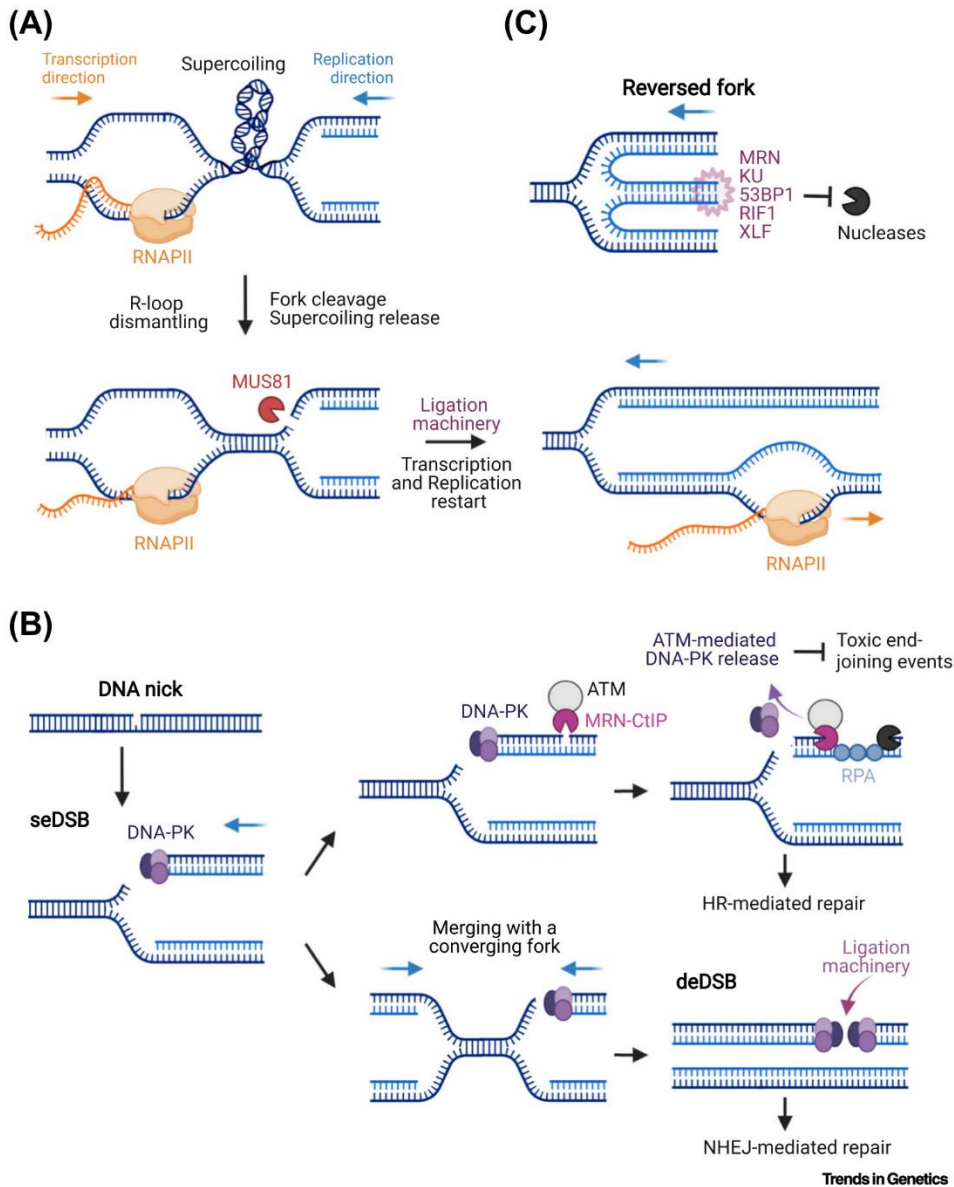 (A)
Transcription
direction
Supercoiling
Replication
direction
RNAPII
R-loop
dismantling
Fork cleavage
Supercoiling release
MUS81
RNAPII
Ligation
machinery
Transcription
and Replication
restart
RNAPII
(C)
Reversed fork
MRN
KU
53BP1
RIF1
XLF
Nucleases
(B)
DNA nick
seDSB
DNA-PK
DNA-PK
ATM
MRN-CtIP
ATM-mediated
DNA-PK release
Toxic end-
joining events
RPA
HR-mediated repair
Merging with a
converging fork
deDSB
Ligation
machinery
NHEJ-mediated repair
Trends in Genetics